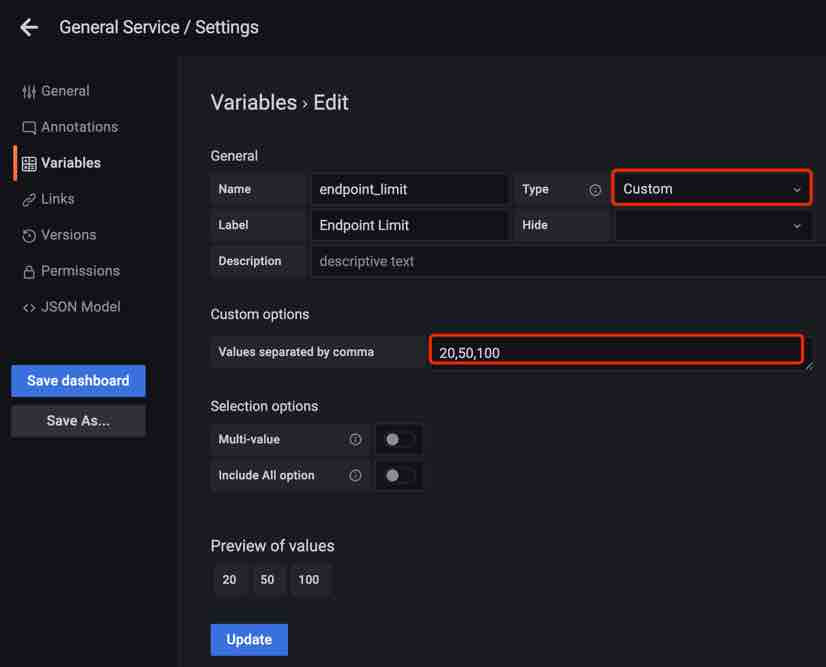 General Service / Settings
General
Annotations
Variables
Links
Versions
Permissions
JSON Model
Save dashboard
Save As...
Variables › Edit
General
Name endpoint_limit Type Custom
Label Endpoint Limit Hide
Description descriptive text
Custom options
Values separated by comma 20,50,100
Selection options
Multi-value
Include All option
Preview of values
20 50 100
Update